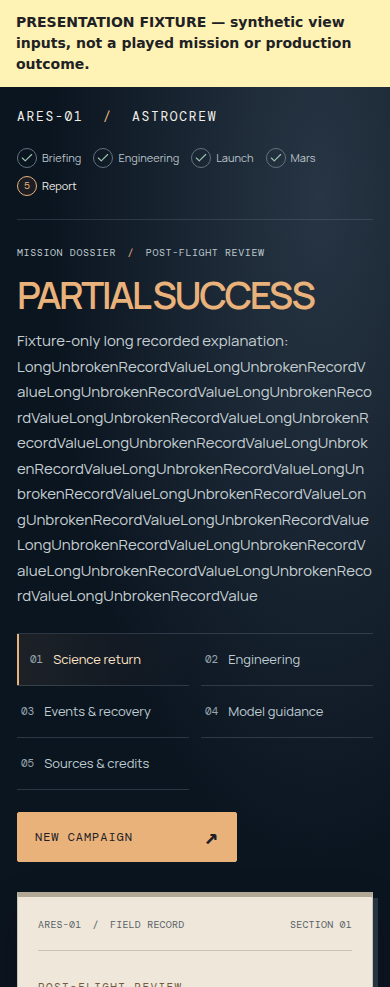 PRESENTATION FIXTURE — synthetic view
inputs, not a played mission or production
outcome.
ARES-01 / ASTROCREW
Briefing Engineering Launch Mars
5 Report
MISSION DOSSIER / POST-FLIGHT REVIEW
PARTIAL SUCCESS
Fixture-only long recorded explanation:
LongUnbrokenRecordValueLongUnbrokenRecordV
alueLongUnbrokenRecordValueLongUnbrokenReco
rdValueLongUnbrokenRecordValueLongUnbrokenR
ecordValueLongUnbrokenRecordValueLongUnbrok
enRecordValueLongUnbrokenRecordValueLongUn
brokenRecordValueLongUnbrokenRecordValueLon
gUnbrokenRecordValueLongUnbrokenRecordValue
LongUnbrokenRecordValueLongUnbrokenRecordV
alueLongUnbrokenRecordValueLongUnbrokenReco
rdValueLongUnbrokenRecordValue
01 Science return
02 Engineering
03 Events & recovery
04 Model guidance
05 Sources & credits
NEW CAMPAIGN ↗
ARES-01 / FIELD RECORD SECTION 01
POST-FLIGHT REVIEW